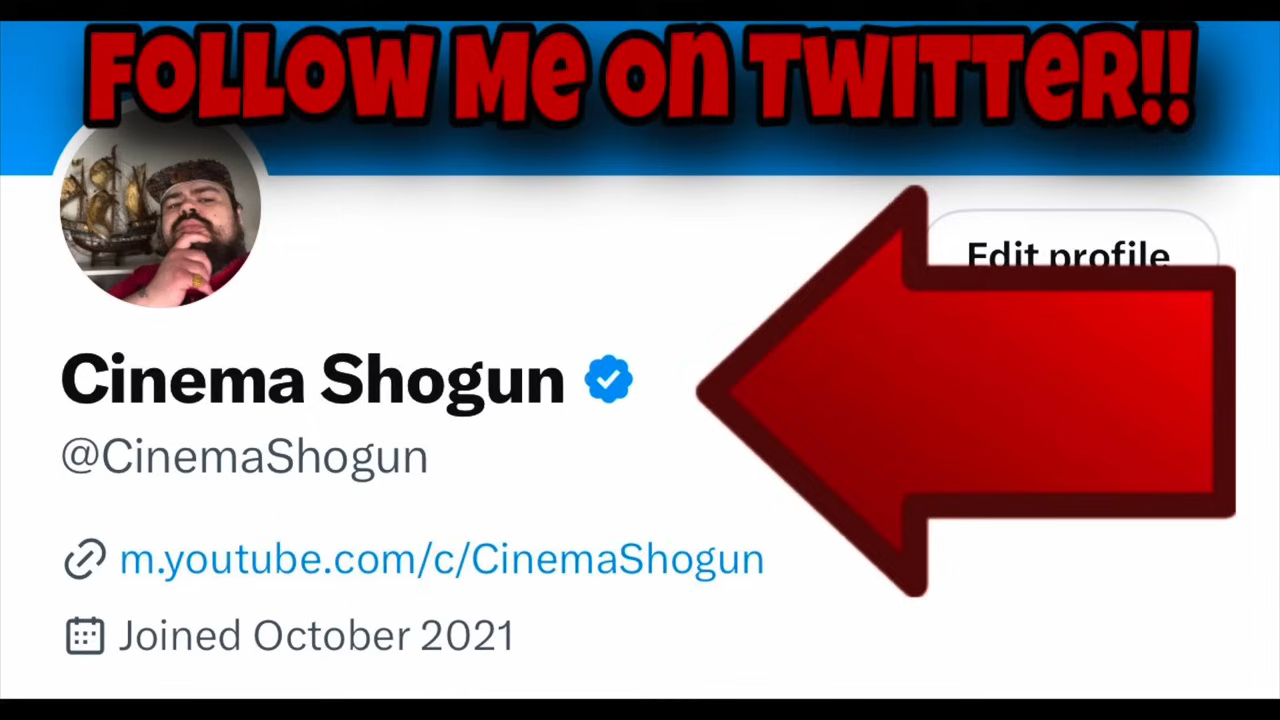 FOLLOW Me on TWITTeR!!
Edit profile
Cinema Shogun
@CinemaShogun
m.youtube.com/c/CinemaShogun
Joined October 2021